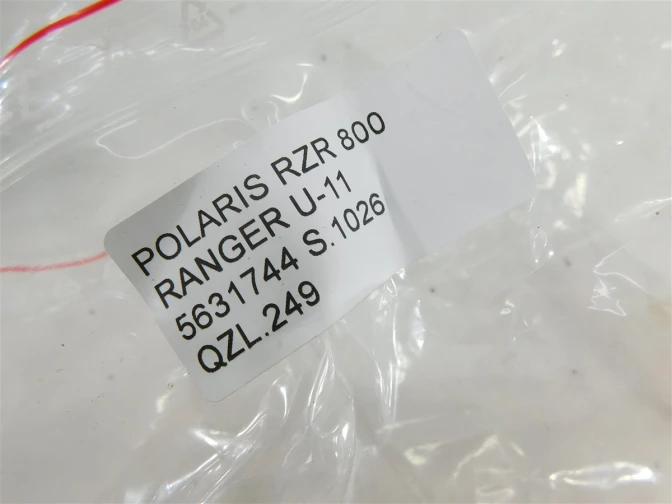 POLARIS RZR 800
RANGER U-11
5631744 S.1026
QZL.249